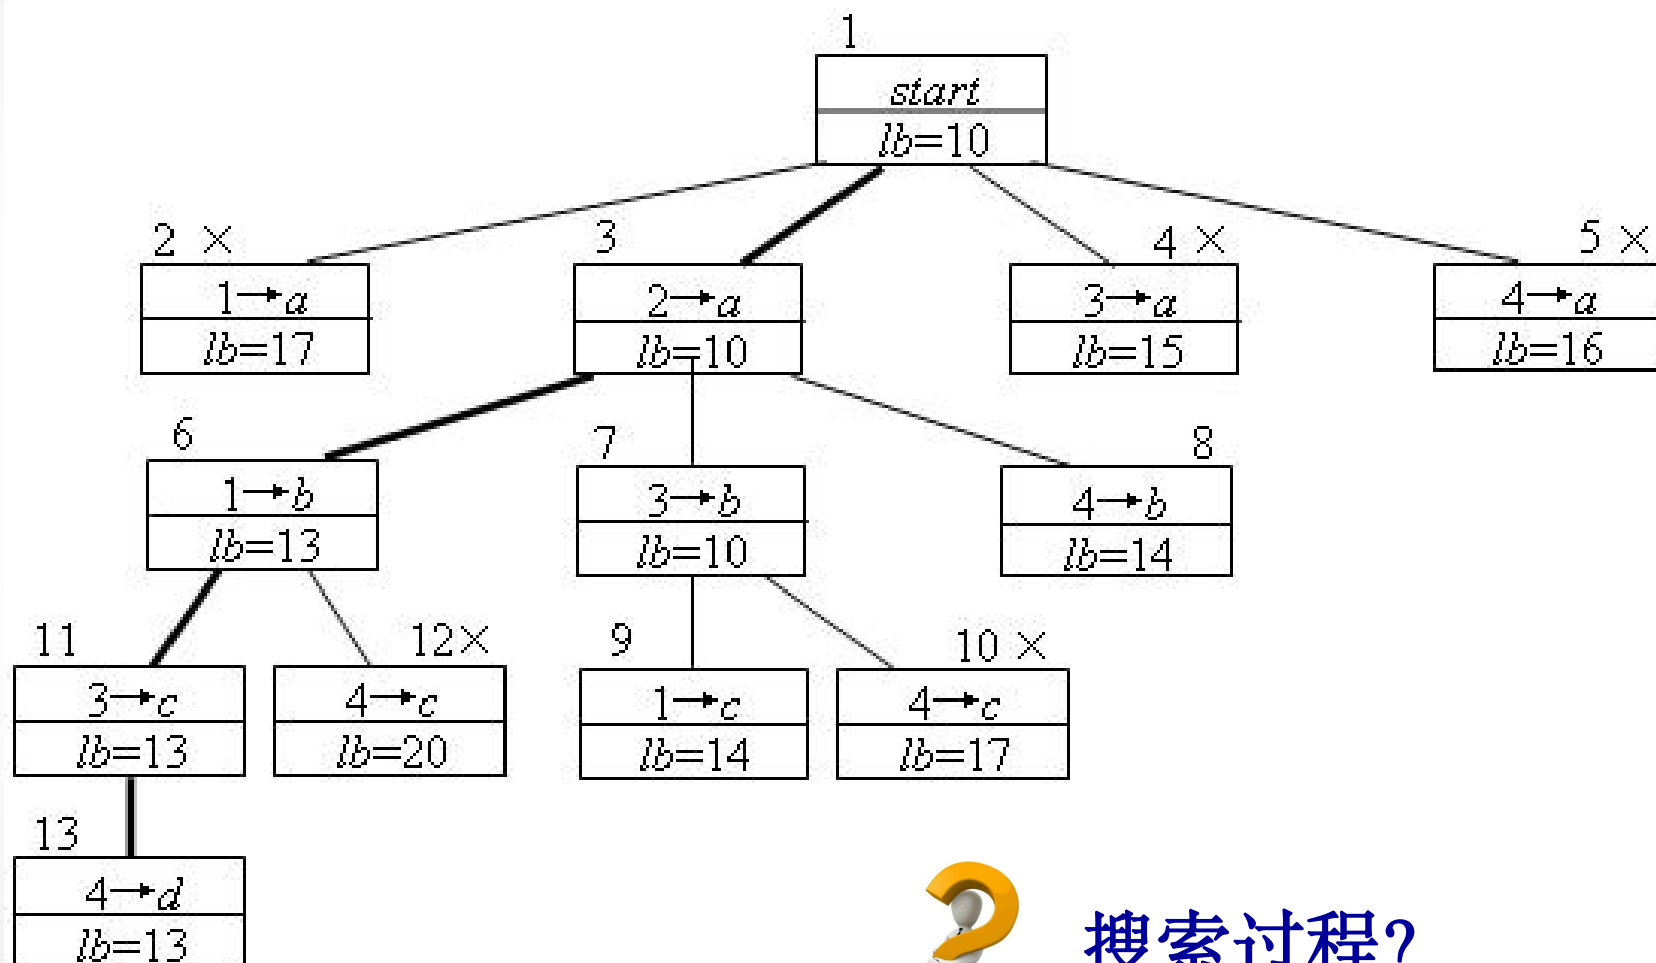 1
start
lb=10
2 × 3 4 × 5 ×
1→a 2→a 3→a 4→a
lb=17 lb=10 lb=15 lb=16
6 7 8
1→b 3→b 4→b
lb=13 lb=10 lb=14
11 12× 9 10 ×
3→c 4→c 1→c 4→c
lb=13 lb=20 lb=14 lb=17
13
4→d
lb=13
搜索过程?